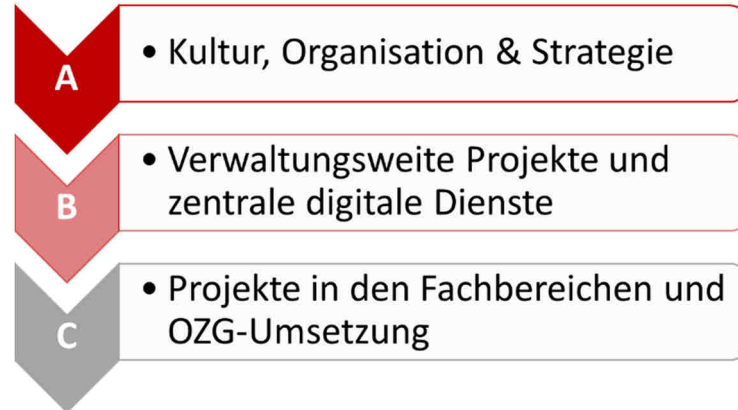 A
• Kultur, Organisation & Strategie
B
• Verwaltungsweite Projekte und
zentrale digitale Dienste
C
• Projekte in den Fachbereichen und
OZG-Umsetzung